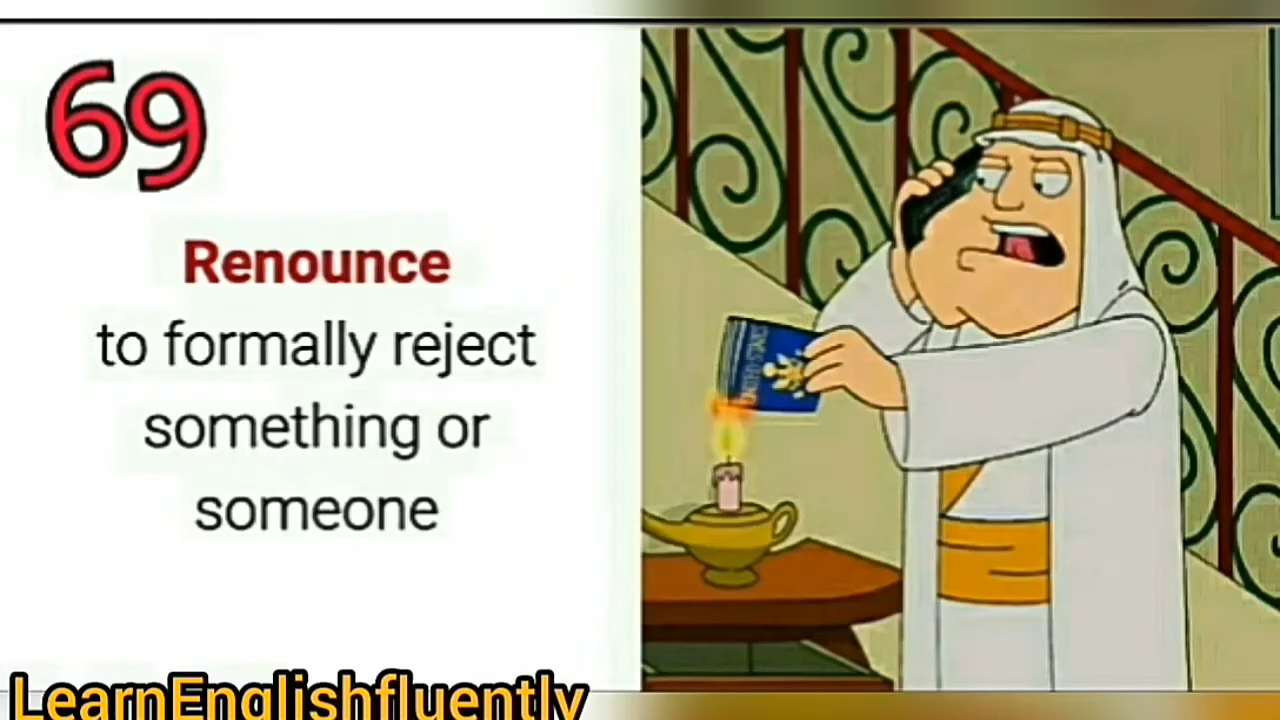 69
Renounce
to formally reject
something or
someone
LearnEnglishfluently